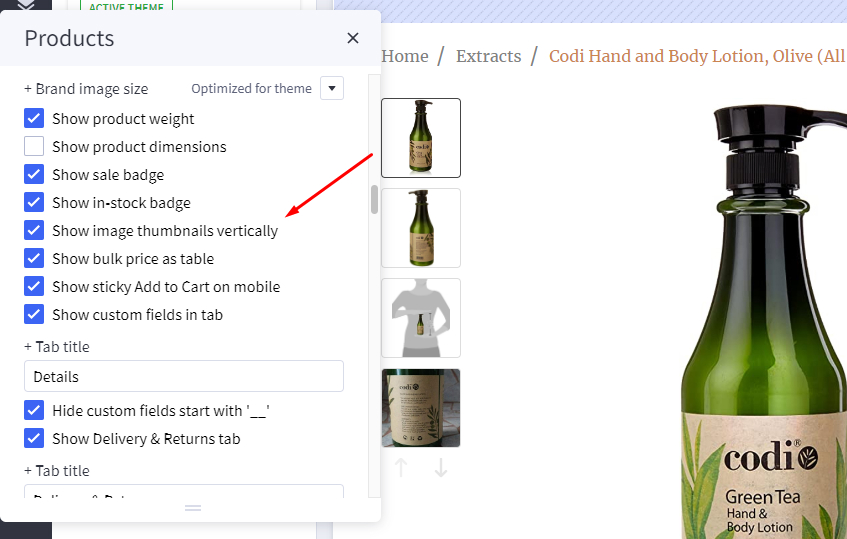 ACTIVE THEME
Products
+ Brand image size Optimized for theme
Show product weight
Show product dimensions
Show sale badge
Show in-stock badge
Show image thumbnails vertically
Show bulk price as table
Show sticky Add to Cart on mobile
Show custom fields in tab
+ Tab title
Details
Hide custom fields start with '__'
Show Delivery & Returns tab
+ Tab title
Home / Extracts / Codi Hand and Body Lotion, Olive (All
codi
codi
codi®
Green Tea
Hand &
Body Lotion